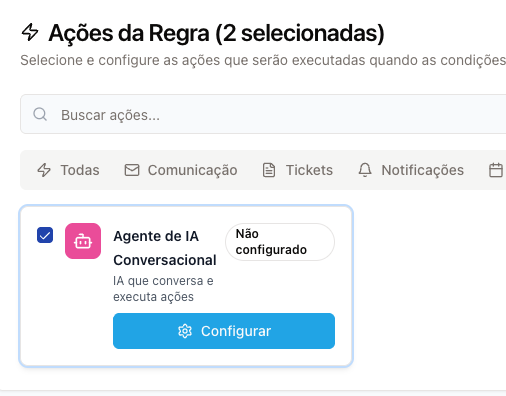 Ações da Regra (2 selecionadas)
Selecione e configure as ações que serão executadas quando as condições
Buscar ações...
Todas Comunicação Tickets Notificações
Agente de IA
Conversacional
Não
configurado
IA que conversa e
executa ações
Configurar